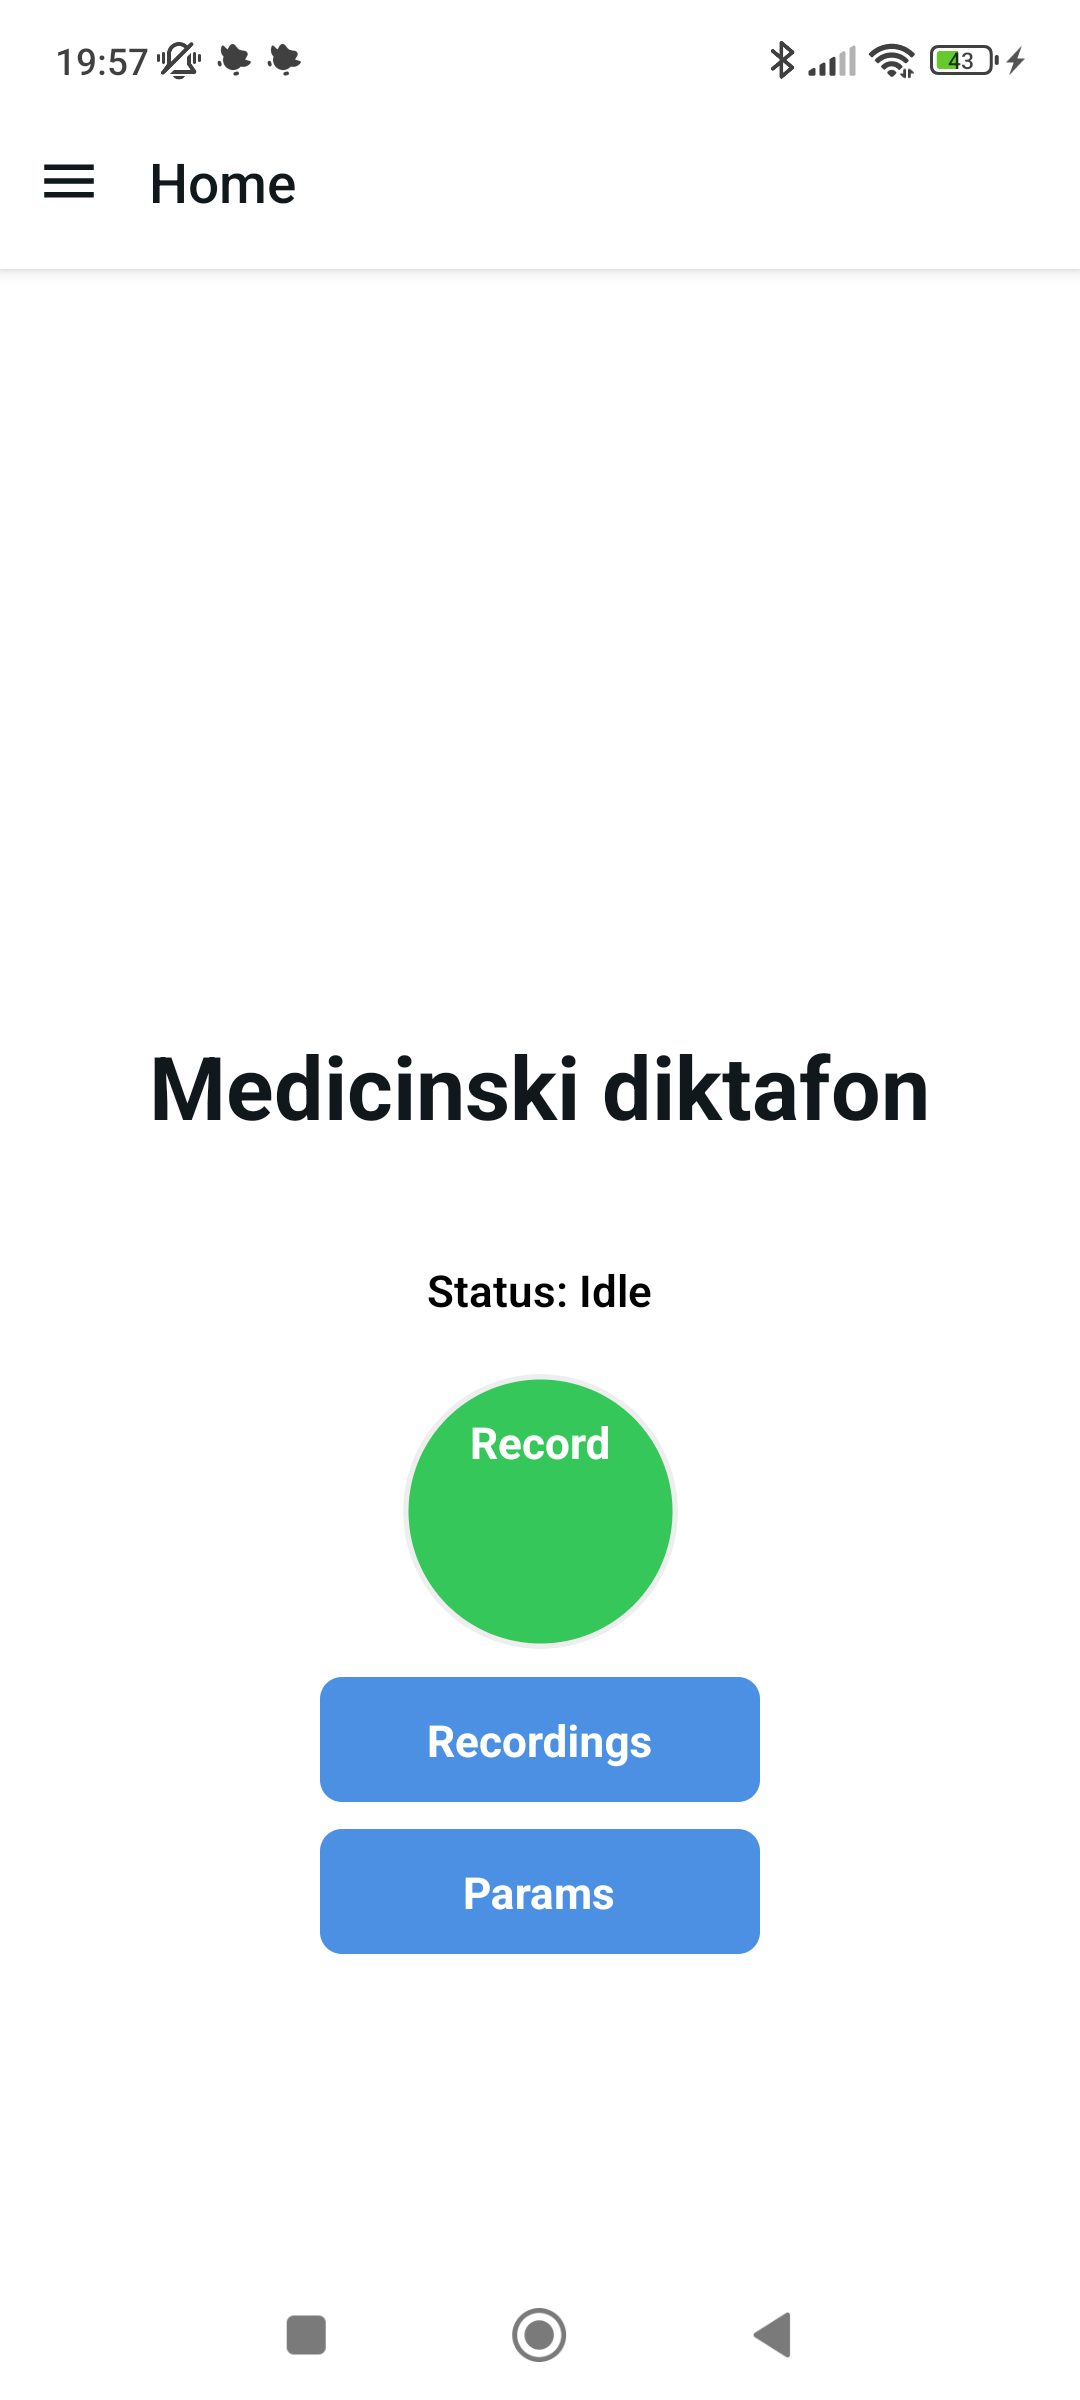 19:57
43
Home
Medicinski diktafon
Status: Idle
Record
Recordings
Params